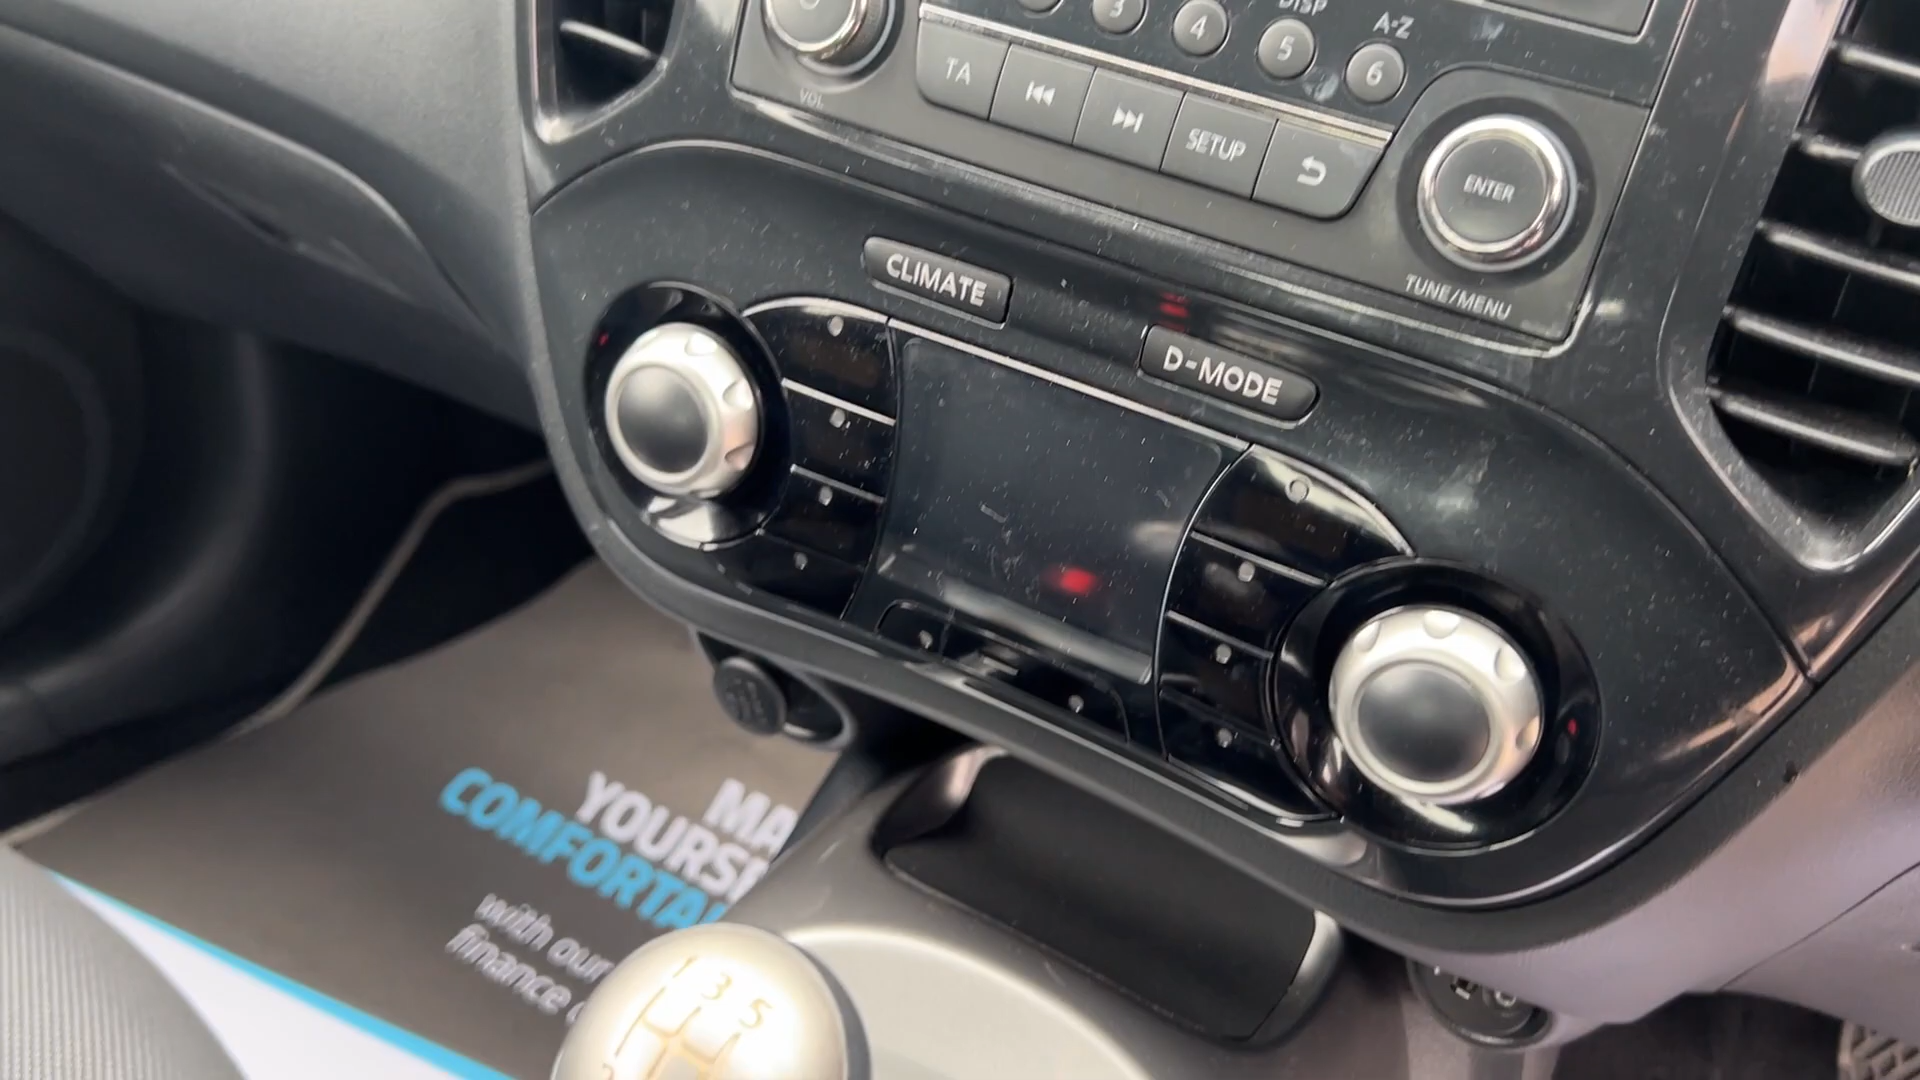 3
4
DISP
5
A-Z
6
VOL
TA
SETUP
ENTER
TUNE/MENU
CLIMATE
D-MODE
MA
YOURS
COMFORTA
with our
finance
1 3 5